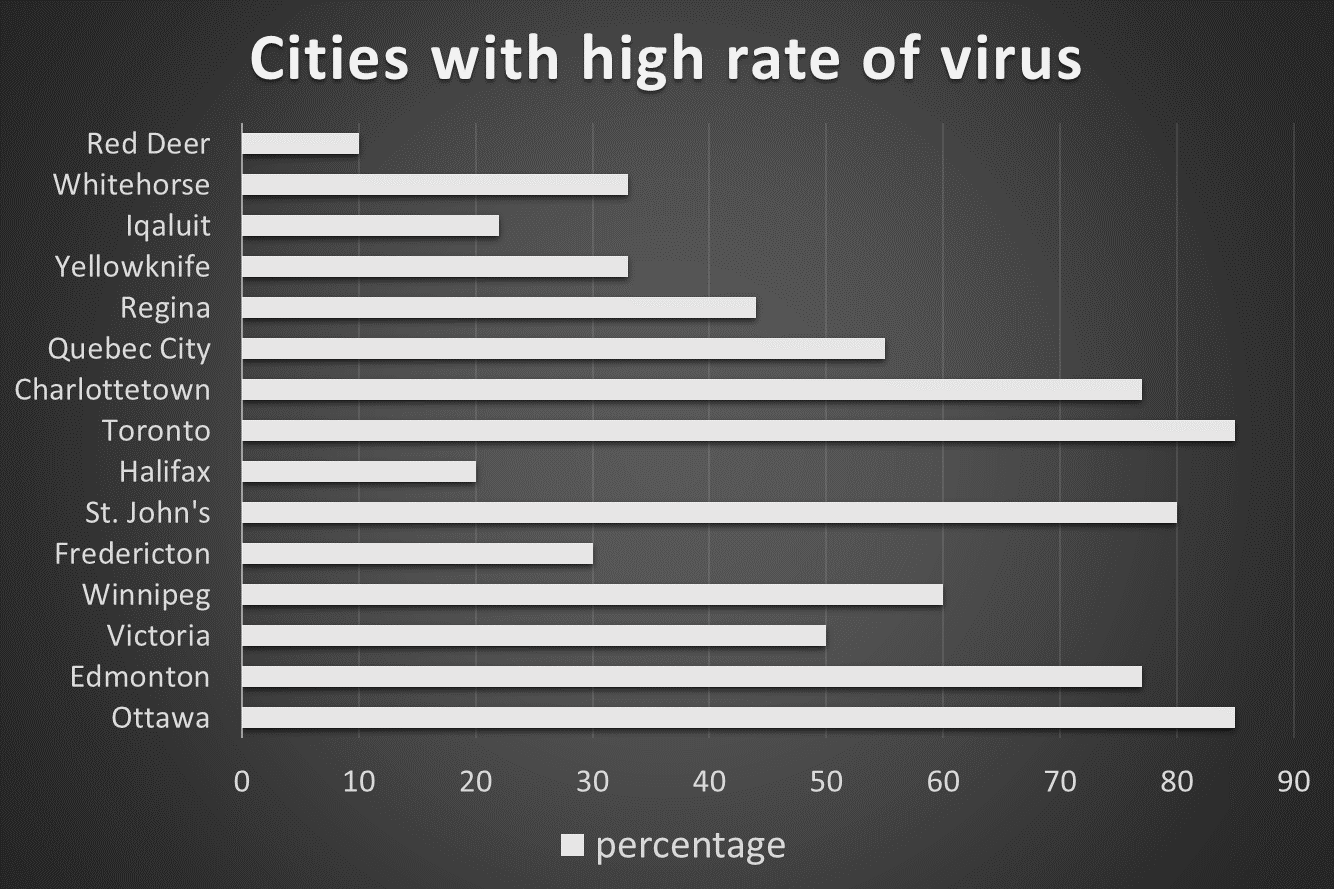 Cities with high rate of virus
Red Deer
Whitehorse
Iqaluit
Yellowknife
Regina
Quebec City
Charlottetown
Toronto
Halifax
St. John's
Fredericton
Winnipeg
Victoria
Edmonton
Ottawa
0 10 20 30 40 50 60 70 80 90
percentage